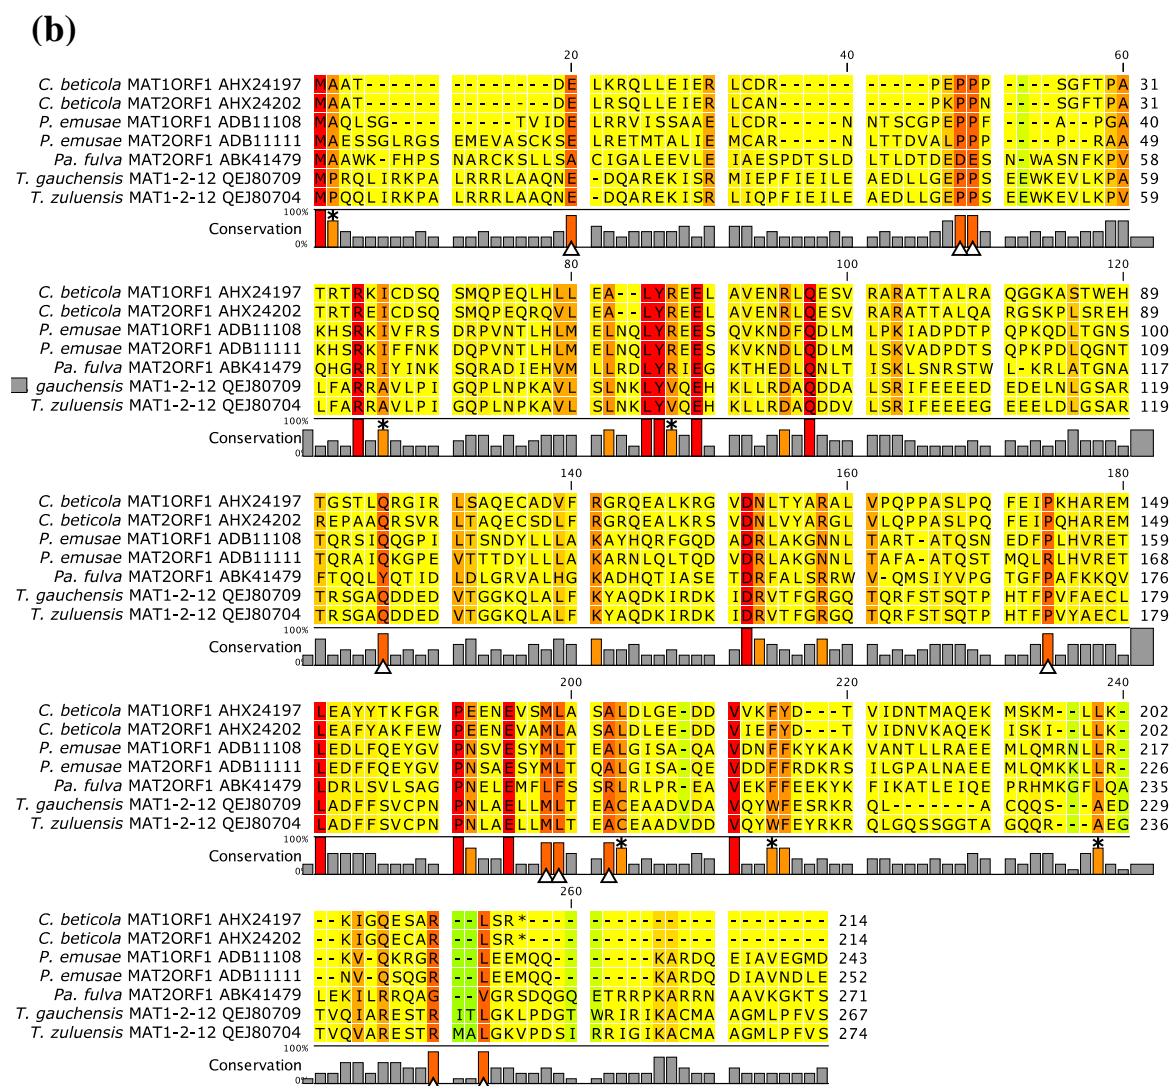 (b)
20 40 60
C. beticola MAT1ORF1 AHX24197 MAAT------ --------DE LKRQLLEIER LCDR------ -----PEPPN ----SGFTPA 31
C. beticola MAT2ORF1 AHX24202 MAAT------ --------DE LRSQLLEIER LCAN------ -----PKPPN ----SGFTPA 31
P. emusae MAT1ORF1 ADB11108 MAQLSG---- -----TVIDE LRRVISSAAE LCDR-----N NTSCGPEPPF ---A--PGA 40
P. emusae MAT2ORF1 ADB11111 MAESSGLRGS EMEVASCKSE LRETMTALIE MCAR-----N LTTDVALPPF ---A--RAA 49
Pa. fulva MAT2ORF1 ABK41479 MAAWK-FHPS NARCKSLLSA CIGALEEVLE IAESPDTSDL LTLDTDEDES N-WASNFKPV 58
T. gauchensis MAT1-2-12 QEJ80709 MPRQLIRKPA LRRRLAAQNE DQAREKISR MIEPFIEILE AEDLLGEPPS EEWKEVLKPA 59
T. zuluensis MAT1-2-12 QEJ80704 MPQQLIRKPA LRRRLAAQNE DQAREKISR LIQPFIEILE AEDLLGEPPS EEWKEVLKPV 59
100%
Conservation
0%
*
80 100 120
C. beticola MAT1ORF1 AHX24197 TRTRKICDSQ SMQPEQLHLL EA--LYREEL AVENRLQESV RARATTALRA QGGKASTWEH 89
C. beticola MAT2ORF1 AHX24202 TRTREICDSQ SMQPEQRQVL EA--LYREEL AVENRLQESV RARATTALQA RGSKPLSREH 89
P. emusae MAT1ORF1 ADB11108 KHSRKIVFRS DRPVNTLHLM ELNQLYREES QVKNDFQDLM LPKIADPDTP QPKQDLTGNS 100
P. emusae MAT2ORF1 ADB11111 KHSRKIFFNK DQPVNTLHLM ELNQLYREES KVKNDLQDLM LSKVADPDTS QPKPDLQGNT 109
Pa. fulva MAT2ORF1 ABK41479 QHGRRIYINK SQRADIEHVM LLRDLYREIG KTHEDLQNTL LSKLSNRSTW L-KRLATGNA 117
gauchensis MAT1-2-12 QEJ80709 LFARRAVLPI GQPLNPKAVL SLNKLYVQEH KLLRDAQDDA LSRIFEEEED EDELNLGSAR 119
T. zuluensis MAT1-2-12 QEJ80704 LFARRAVLPI GQPLNPKAVL SLNKLYVQEH KLLRDAQDDV LSRIFEEEEG EEDLDLGSAR 119
100%
Conservation
0%
* *
140 160 180
C. beticola MAT1ORF1 AHX24197 TGSTLQRGIR LSAQECADVF RGRQEALKRG VDNLTYARAL VPQPPASLPQ FEIPKHAREM 149
C. beticola MAT2ORF1 AHX24202 REPAAQRSVR LTAQECSDLF RGRQEALKRS VDNLVYARGL VLQPPASLPQ FEIPQHAREM 149
P. emusae MAT1ORF1 ADB11108 TQRSIQQGPI LTSNDYLLLA KAYHQRFGQD ADRLAKGNNL TART-ATQSN EDFPLHVRET 159
P. emusae MAT2ORF1 ADB11111 TQRAIQKGPE VTTTDYLLLA KARNLQLTQD VDRLAKGNNL TAFA-ATQST MQLRLHVRET 168
Pa. fulva MAT2ORF1 ABK41479 FTQQLYQTID LDLGRVALHG KADHQTIASE TDRFALSRRW V-QMSIYVPG TGFPAFKKQV 176
T. gauchensis MAT1-2-12 QEJ80709 TRSGAQDDED VTGGKQLALF KYAQDKIRDK IDRVTFGRGQ TQRFSTSQTP HTFPVYAECL 179
T. zuluensis MAT1-2-12 QEJ80704 TRSGAQDDED VTGGKQALAF KYAQDKIRDK IDRVTFGRGQ TQRFSTSQTP HTFPVFAECL 179
100%
Conservation
0%
200 220 240
C. beticola MAT1ORF1 AHX24197 LEAYYTKFGR PEENEVSMLA SALDLGE-DD VVKFYD---T VIDNTMAQEK MSKM--LLK- 202
C. beticola MAT2ORF1 AHX24202 LEAFYAKFEW PEENEVAMLA SALDLEE-DD VIEFYD---T VIDNVKAQEK ISKI--LLK- 202
P. emusae MAT1ORF1 ADB11108 LEDLFQEYGV PNSVESYMLT EALGISA-QA VDNFFKYKAK VANTLLRAEE MLQMRNLLR- 217
P. emusae MAT2ORF1 ADB11111 LEDFFQEYGV PNSAESYMLT QALGISA-QE VDDFFRDKRS ILGPALNAEE MLQMKKLLR- 226
Pa. fulva MAT2ORF1 ABK41479 LDRLSVLSAG PNELEMFLFS RLRLPR-EA VEKFFEEYKF FIKATLEIQE PRHMKGFLQA 235
T. gauchensis MAT1-2-12 QEJ80709 LADFFSVCPN PNLAELLMLT EACEAADVDA VQYWFESRKR QL-----A CQQS---AED 229
T. zuluensis MAT1-2-12 QEJ80704 LADFFSVCPN PNLAELLMLT EACEAADVDD VQYWFEYRKR QLGQSSGGTA GQQR---AEG 236
100%
Conservation
0%
* * *
260
C. beticola MAT1ORF1 AHX24197 --KIGQESAR --LSR*---- ---------- ---------- 214
C. beticola MAT2ORF1 AHX24202 --KIGQECAR --LSR*---- ---------- ---------- 214
P. emusae MAT1ORF1 ADB11108 --KV-QKRGR --LEEMQQ-- -----KARDQ EIAVEGMD 243
P. emusae MAT2ORF1 ADB11111 --NV-QSQGR --LEEMQQ-- -----KARDQ DIAVNDLE 252
Pa. fulva MAT2ORF1 ABK41479 LEKILRRQAG --VGRSDQGQ ETRRPKARRN AAVKGKTS 271
T. gauchensis MAT1-2-12 QEJ80709 TVQIARESTR ITLGKLPDGT WRIRIKACMA AGMLPFVS 267
T. zuluensis MAT1-2-12 QEJ80704 TVQVARESTR MALGKVPDSI RRIGIKACMA AGMLPFVS 274
100%
Conservation
0%